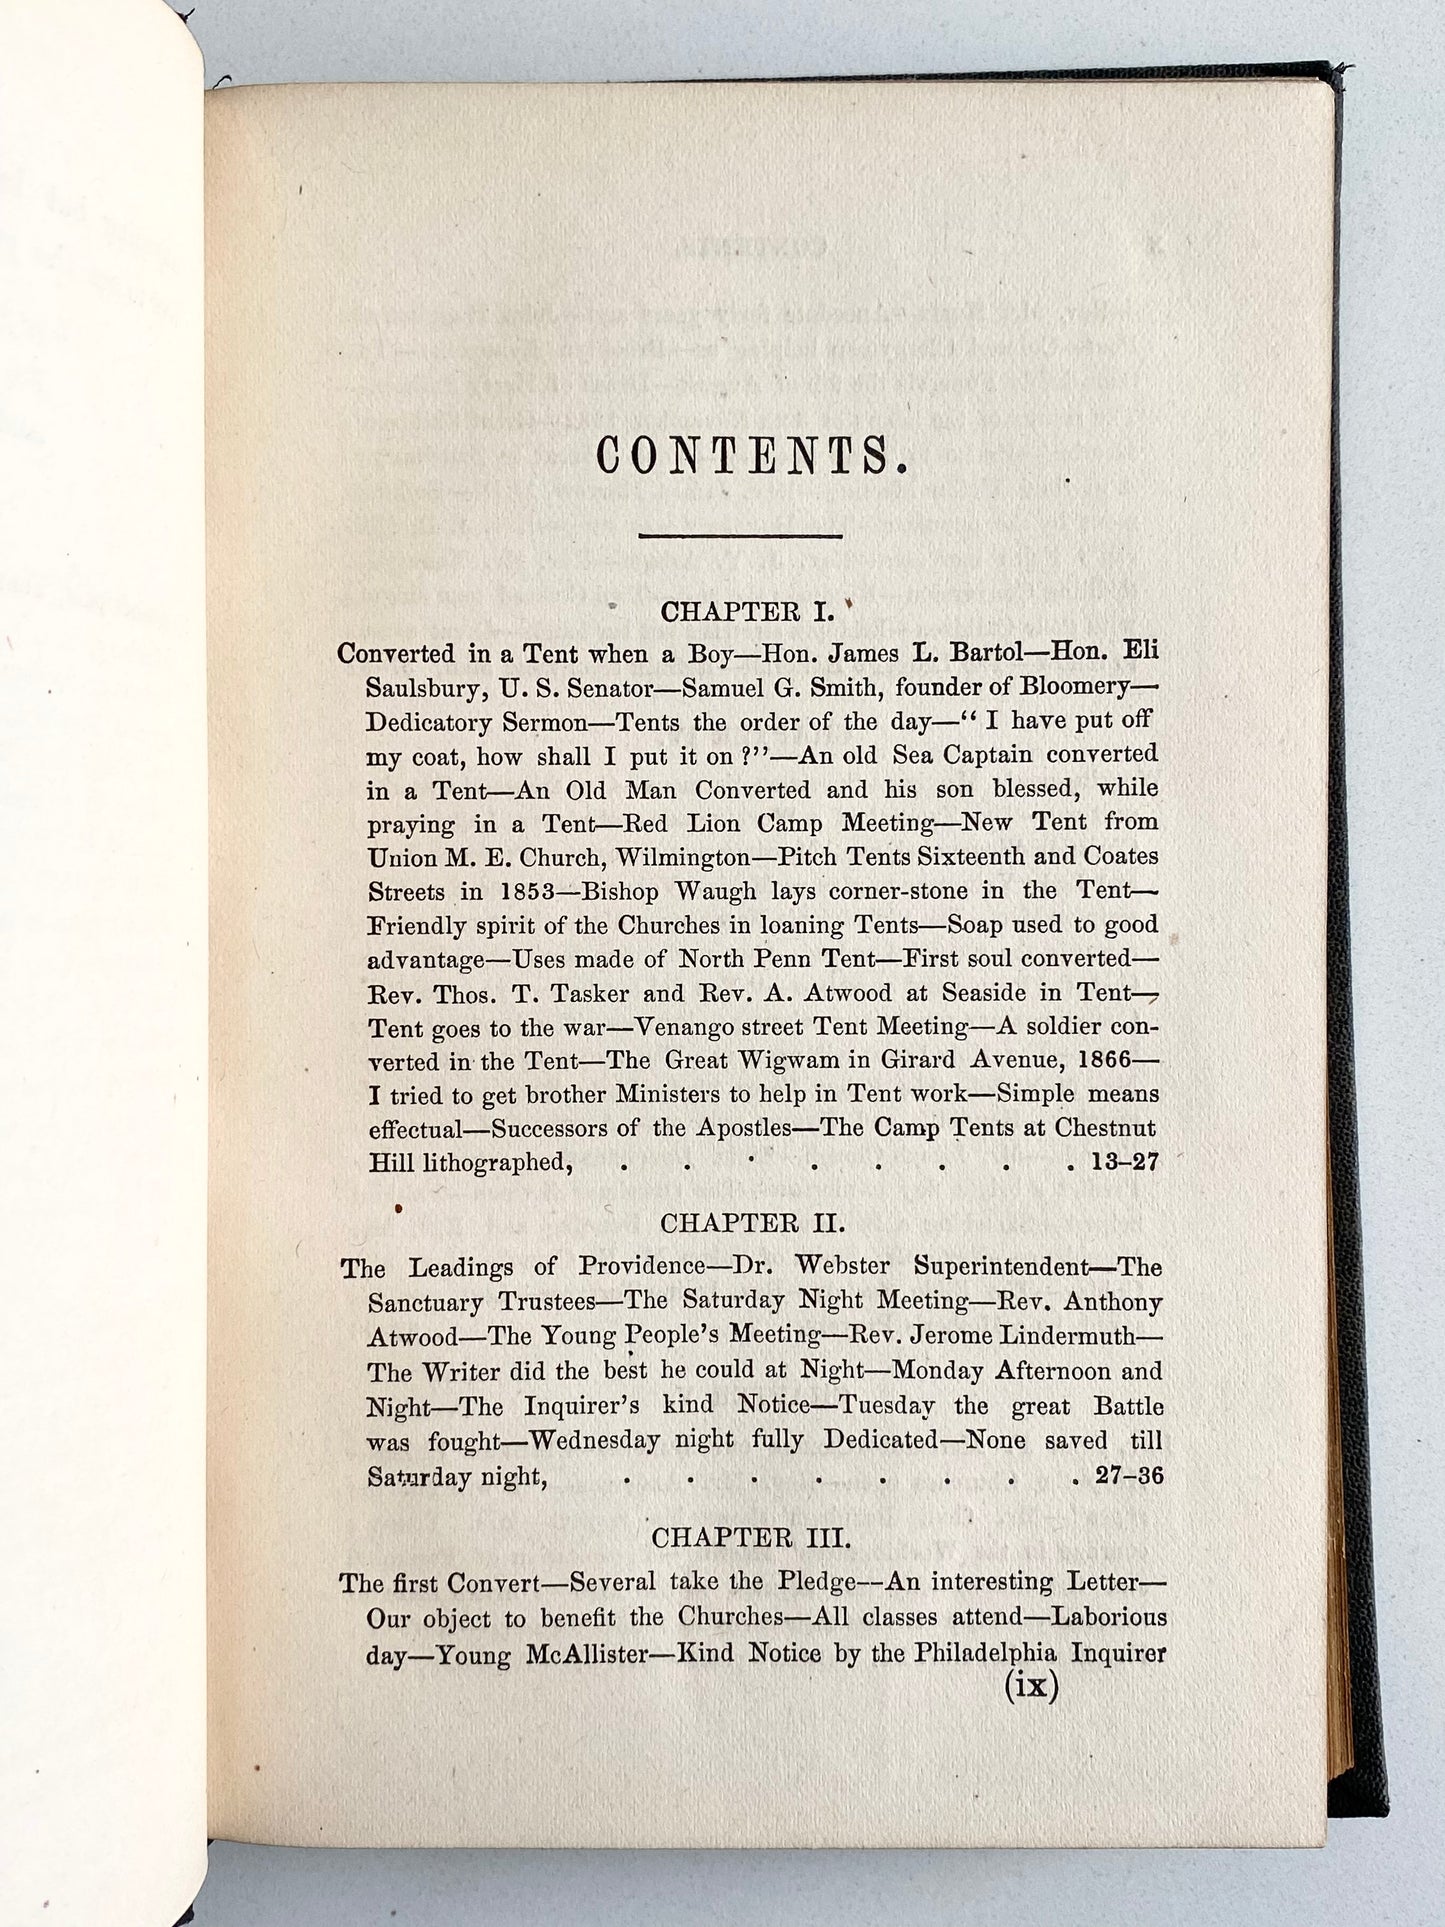 CONTENTS.
CHAPTER I.
Converted in a Tent when a Boy—Hon. James L. Bartol—Hon. Eli
Saulsbury, U. S. Senator—Samuel G. Smith, founder of Bloomery—
Dedicatory Sermon—Tents the order of the day—“ I have put off
my coat, how shall I put it on ?”—An old Sea Captain converted
in a Tent—An Old Man Converted and his son blessed, while
praying in a Tent—Red Lion Camp Meeting—New Tent from
Union M. E. Church, Wilmington—Pitch Tents Sixteenth and Coates
Streets in 1853—Bishop Waugh lays corner-stone in the Tent—
Friendly spirit of the Churches in loaning Tents—Soap used to good
advantage—Uses made of North Penn Tent—First soul converted—
Rev. Thos. T. Tasker and Rev. A. Atwood at Seaside in Tent—
Tent goes to the war—Venango street Tent Meeting—A soldier con-
verted in the Tent—The Great Wigwam in Girard Avenue, 1866—
I tried to get brother Ministers to help in Tent work—Simple means
effectual—Successors of the Apostles—The Camp Tents at Chestnut
Hill lithographed, . . . . . . . . 13–27
CHAPTER II.
The Leadings of Providence—Dr. Webster Superintendent—The
Sanctuary Trustees—The Saturday Night Meeting—Rev. Anthony
Atwood—The Young People’s Meeting—Rev. Jerome Lindermuth—
The Writer did the best he could at Night—Monday Afternoon and
Night—The Inquirer’s kind Notice—Tuesday the great Battle
was fought—Wednesday night fully Dedicated—None saved till
Saturday night, . . . . . . . . 27–36
CHAPTER III.
The first Convert—Several take the Pledge—An interesting Letter—
Our object to benefit the Churches—All classes attend—Laborious
day—Young McAllister—Kind Notice by the Philadelphia Inquirer
(ix)